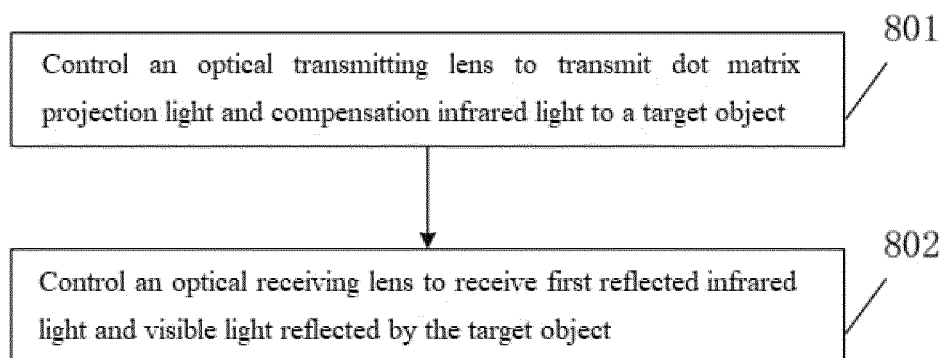 801
Control an optical transmitting lens to transmit dot matrix
projection light and compensation infrared light to a target object
802
Control an optical receiving lens to receive first reflected infrared
light and visible light reflected by the target object